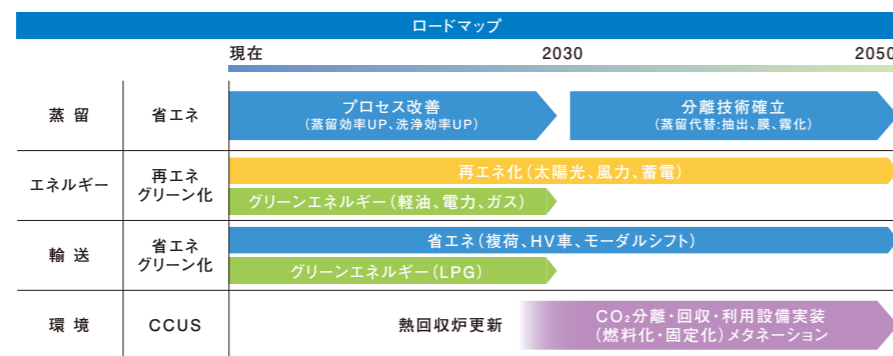 ロードマップ
現在 2030 2050
蒸留 省エネ
プロセス改善
(蒸留効率UP、洗浄効率UP)
分離技術確立
(蒸留代替:抽出、膜、霧化)
エネルギー
再エネ
グリーン化
再エネ化(太陽光、風力、蓄電)
グリーンエネルギー(軽油、電力、ガス)
輸送
省エネ
グリーン化
省エネ(複荷、HV車、モーダルシフト)
グリーンエネルギー(LPG)
環境 CCUS
熱回収炉更新
CO₂分離・回収・利用設備実装
(燃料化・固定化)メタネーション